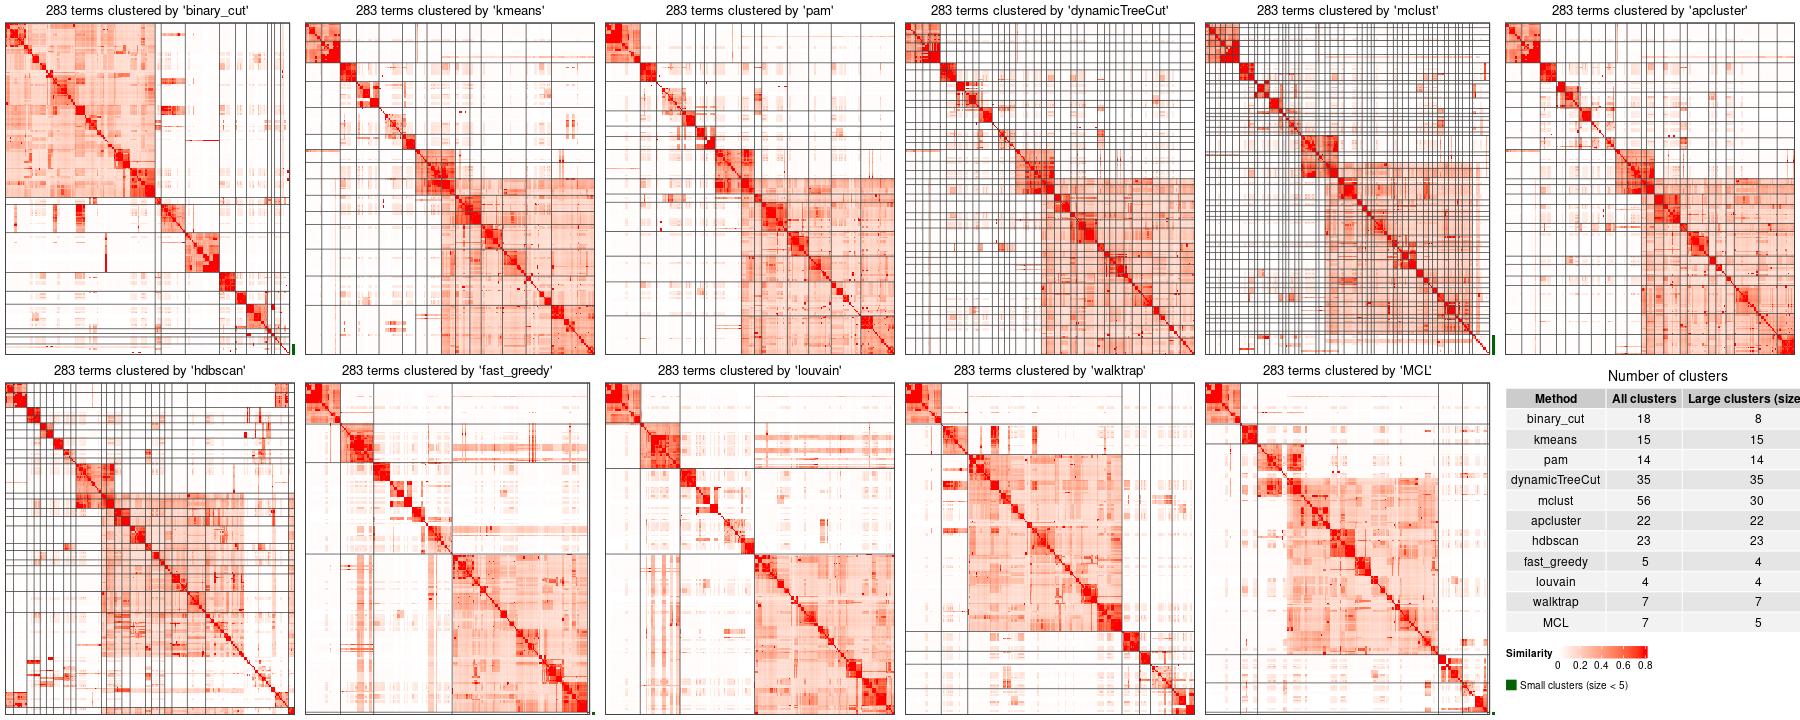 283 terms clustered by 'binary_cut'
283 terms clustered by 'kmeans'
283 terms clustered by 'pam'
283 terms clustered by 'dynamicTreeCut'
283 terms clustered by 'mclust'
283 terms clustered by 'apcluster'
283 terms clustered by 'hdbscan'
283 terms clustered by 'fast_greedy'
283 terms clustered by 'louvain'
283 terms clustered by 'walktrap'
283 terms clustered by 'MCL'
Number of clusters
Method All clusters Large clusters (size
binary_cut 18 8
kmeans 15 15
pam 14 14
dynamicTreeCut 35 35
mclust 56 30
apcluster 22 22
hdbscan 23 23
fast_greedy 5 4
louvain 4 4
walktrap 7 7
MCL 7 5
Similarity
0 0.2 0.4 0.6 0.8
Small clusters (size < 5)